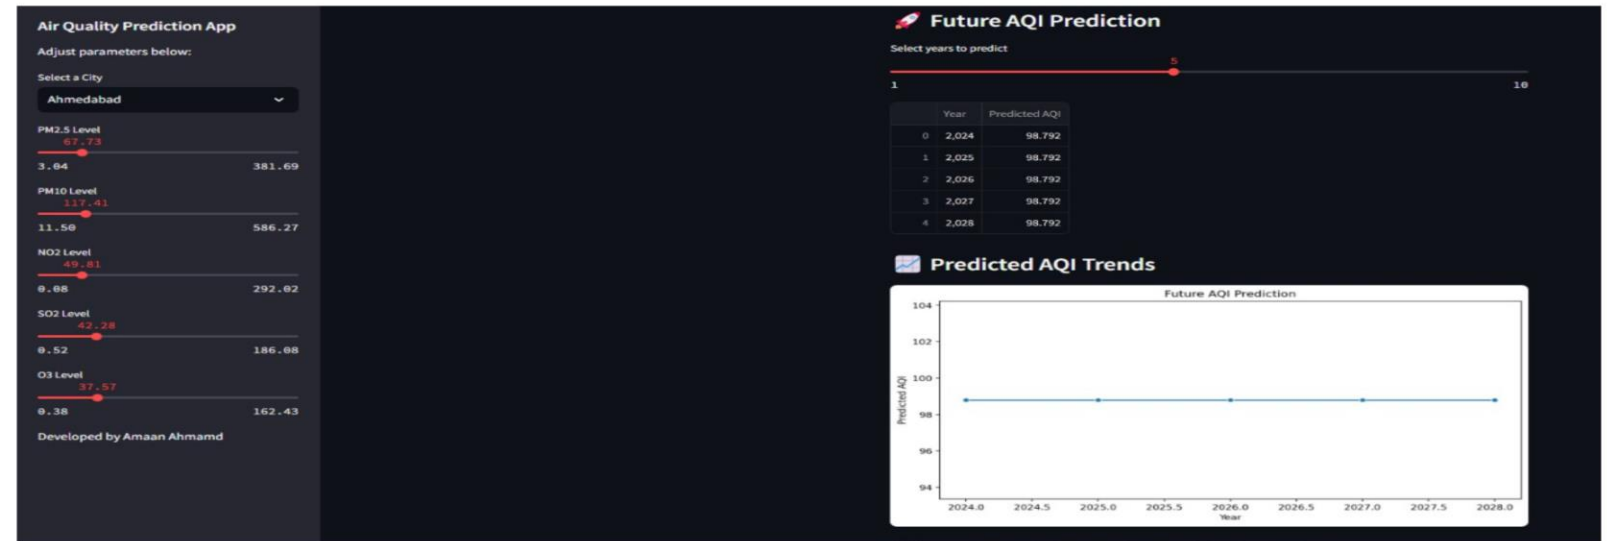 Air Quality Prediction App
Adjust parameters below:
Select a City
Ahmedabad
PM2.5 Level
67.73
3.04 381.69
PM10 Level
117.41
11.50 586.27
NO2 Level
49.81
0.08 292.02
SO2 Level
42.28
0.52 186.08
O3 Level
37.57
0.38 162.43
Developed by Amaan Ahmamd
🚀 Future AQI Prediction
Select years to predict
5
1 10
Year Predicted AQI
0 2,024 98.792
1 2,025 98.792
2 2,026 98.792
3 2,027 98.792
4 2,028 98.792
📈 Predicted AQI Trends
Future AQI Prediction
104
102
100
98
96
94
Predicted AQI
2024.0 2024.5 2025.0 2025.5 2026.0 2026.5 2027.0 2027.5 2028.0
Year